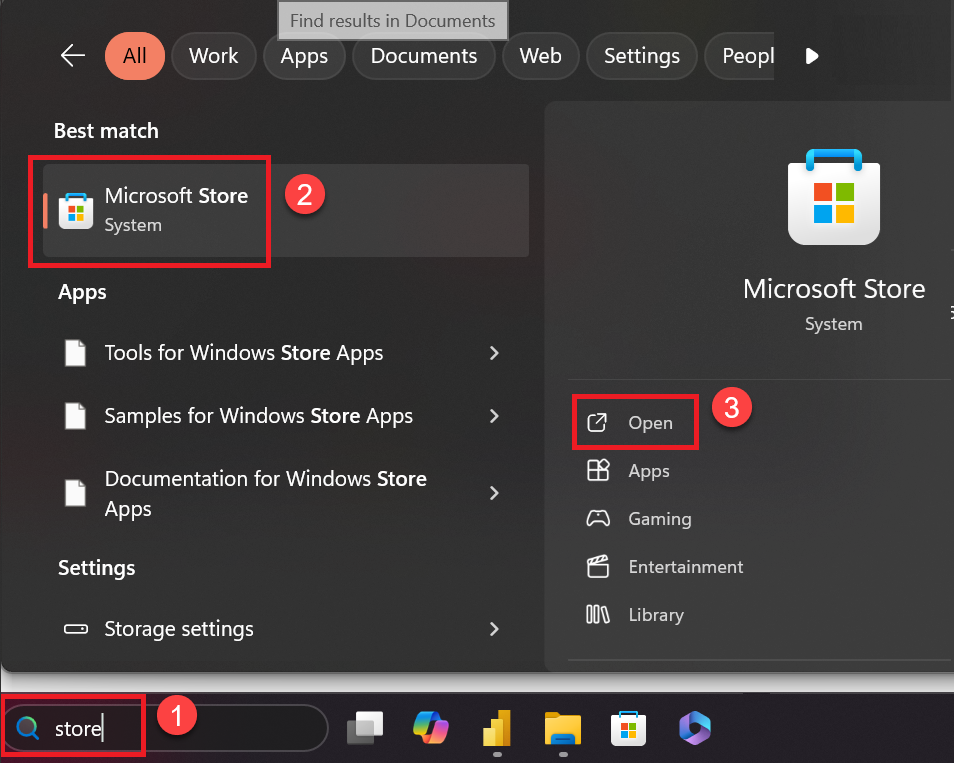 Find results in Documents
All Work Apps Documents Web Settings Peopl
Best match
Microsoft Store
System
2
Microsoft Store
System
Apps
Tools for Windows Store Apps
Samples for Windows Store Apps
Documentation for Windows Store
Apps
Settings
Storage settings
Open
3
Apps
Gaming
Entertainment
Library
store
1